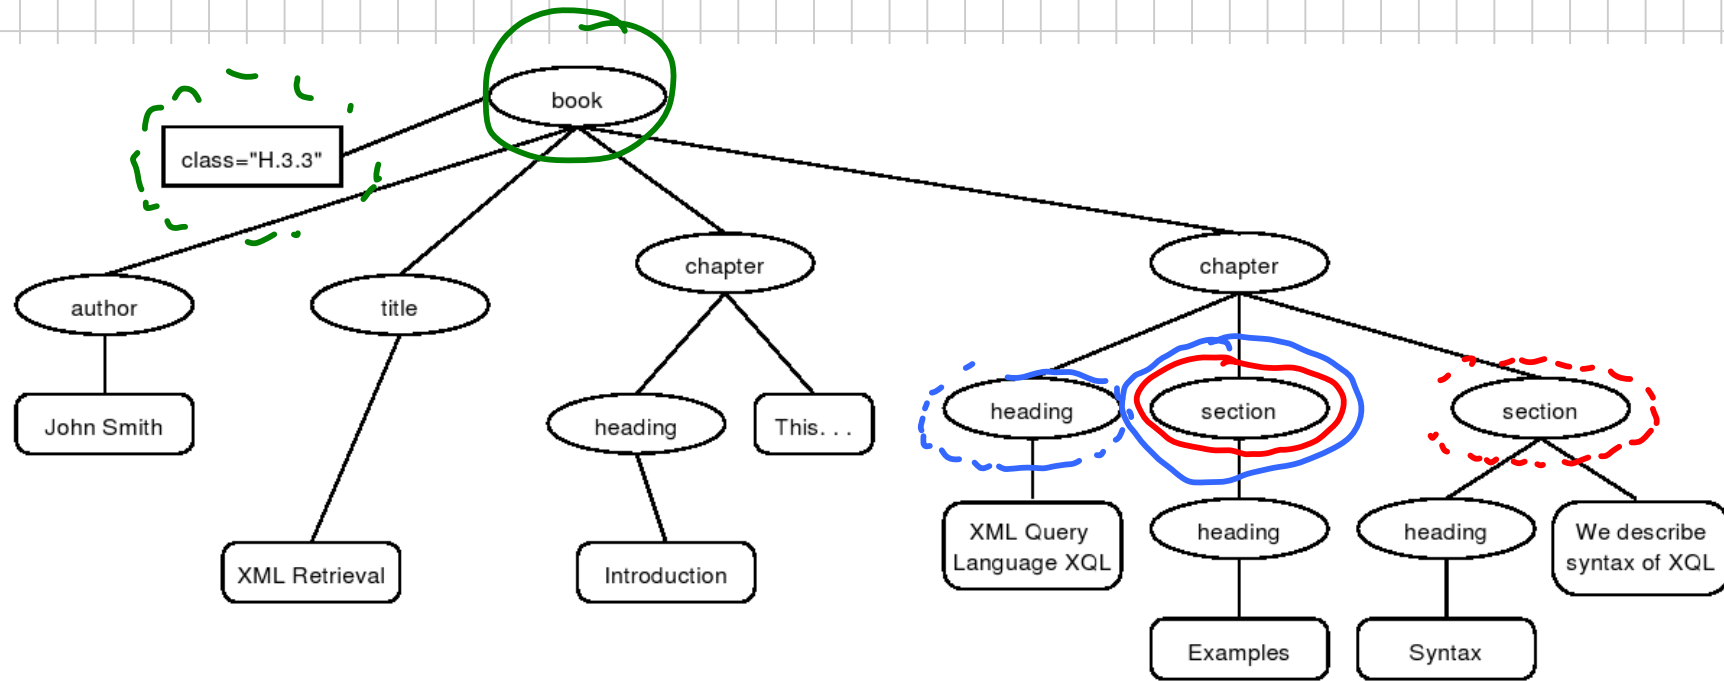 book
class="H.3.3"
chapter
chapter
author
title
heading
section
section
John Smith
heading
This. . .
XML Query
Language XQL
heading
heading
We describe
syntax of XQL
XML Retrieval
Introduction
Examples
Syntax